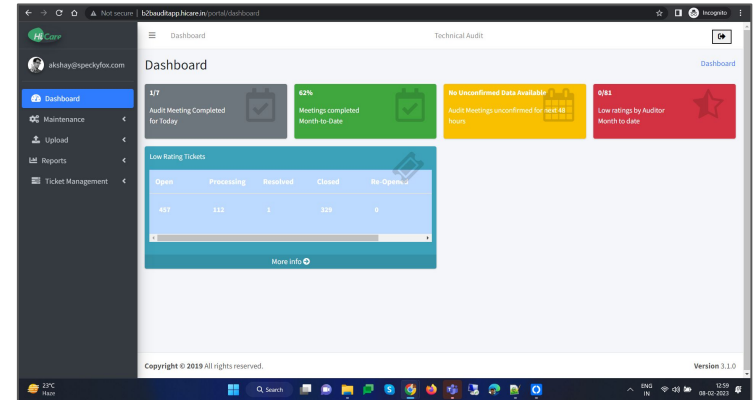 Not secure | b2bauditapp.hicare.in/portal/dashboard
Incognito
HiCare
Dashboard
Technical Audit
akshay@speckyfox.com
Dashboard
Dashboard
Dashboard
Maintenance
Upload
Reports
Ticket Management
1/7
Audit Meeting Completed
for Today
62%
Meetings completed
Month-to-Date
No Unconfirmed Data Available
Audit Meetings unconfirmed for next 48
hours
0/81
Low ratings by Auditor
Month to date
Low Rating Tickets
Open Processing Resolved Closed Re-Opened
457 112 1 339 0
More info
Copyright © 2019 All rights reserved.
Version 3.1.0
23°C
Haze
Search
ENG
IN
12:59
08-02-2023